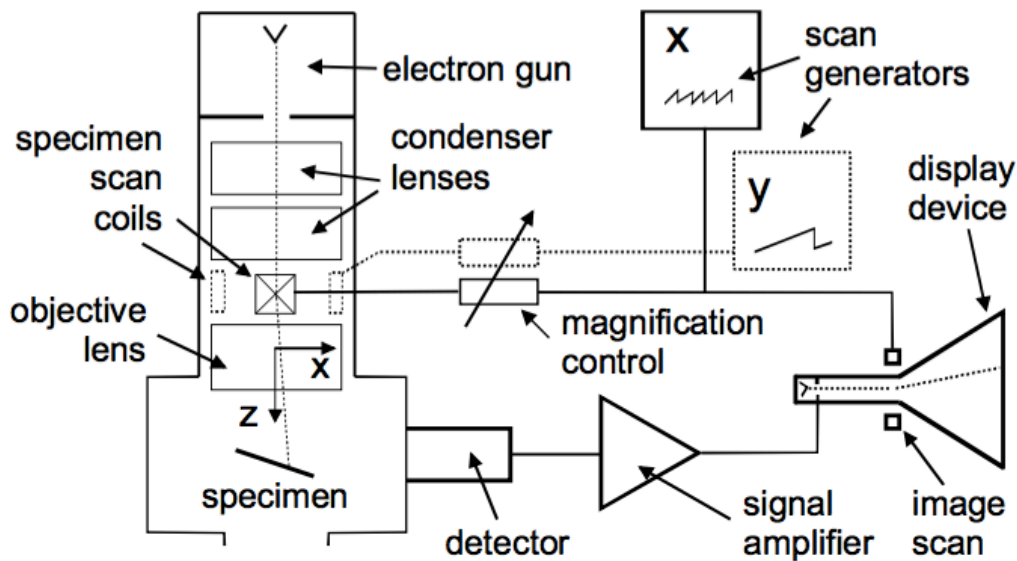 electron gun
specimen
scan
coils
condenser
lenses
objective
lens
x
z
specimen
detector
x
scan
generators
y
display
device
magnification
control
signal
amplifier
image
scan